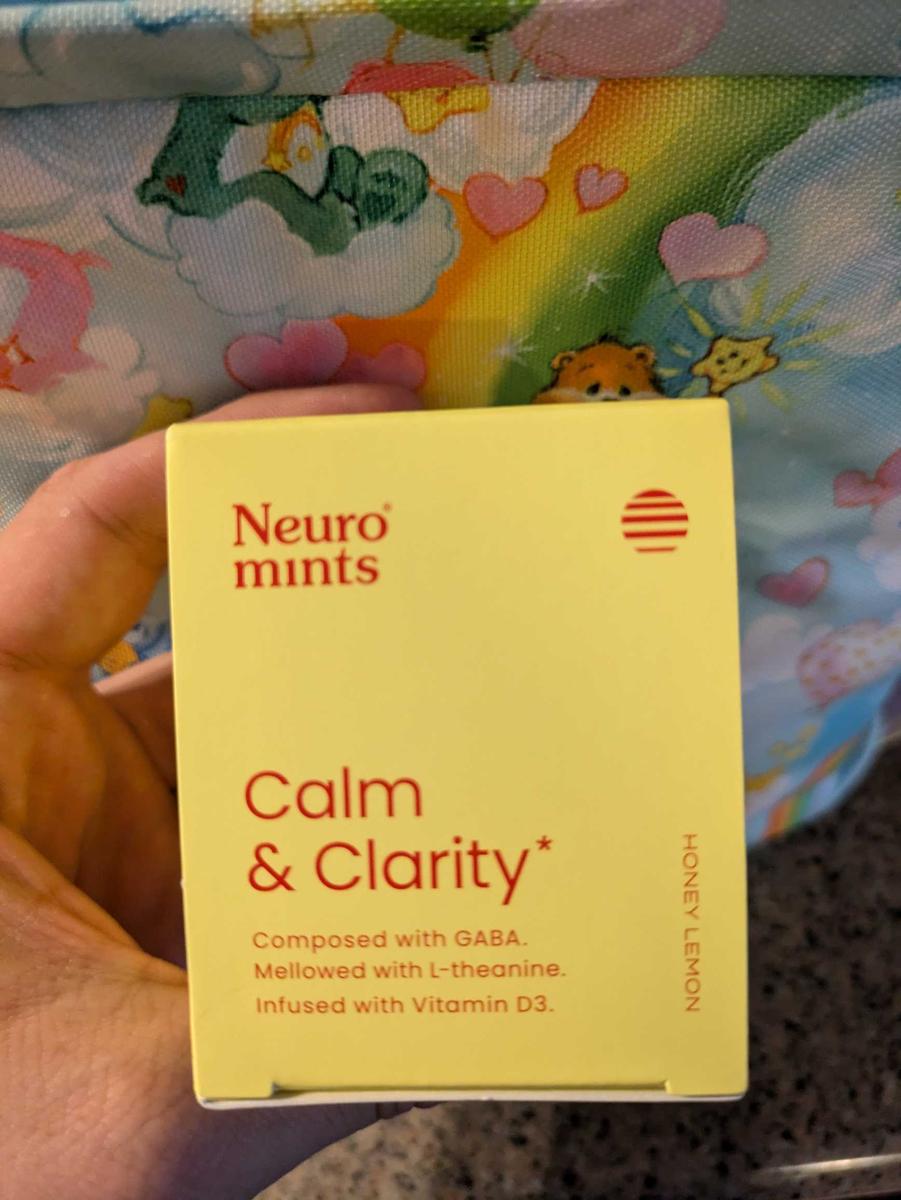 Neuro®
mints
Calm
& Clarity*
Composed with GABA.
Mellowed with L-theanine.
Infused with Vitamin D3.
HONEY LEMON